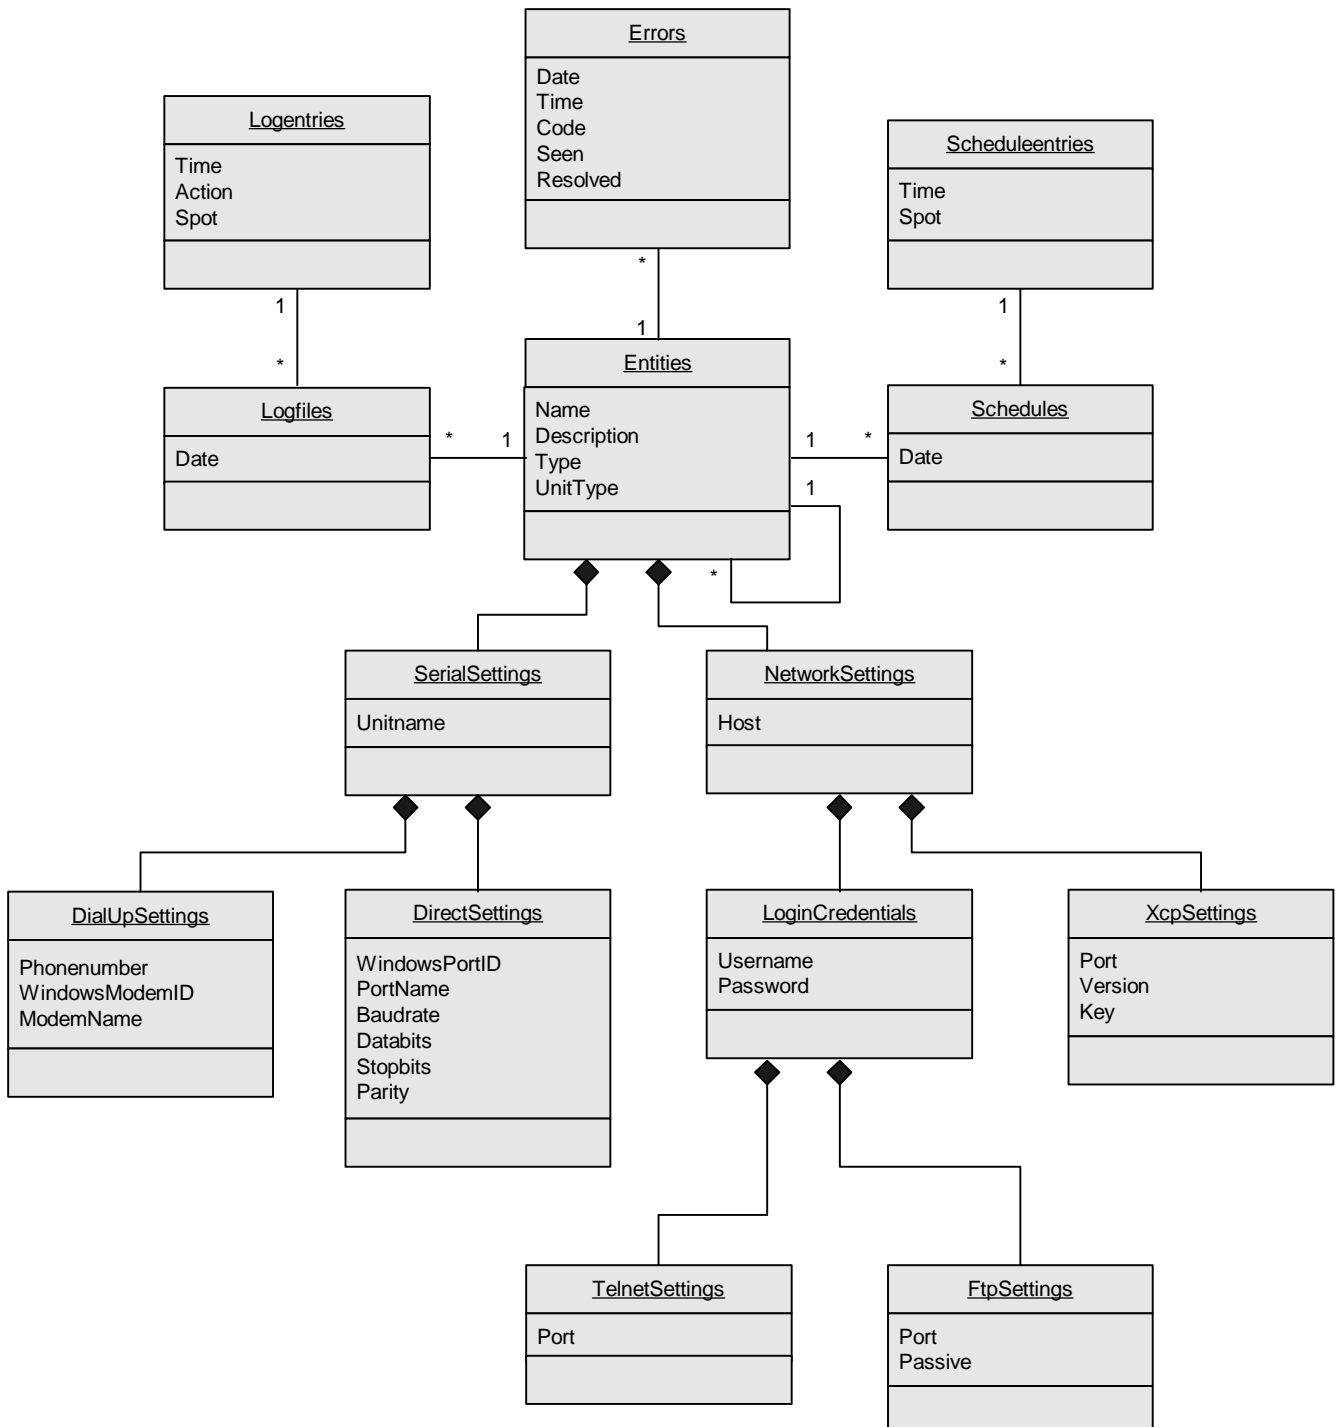 Errors
Date
Time
Code
Seen
Resolved
Logentries
Time
Action
Spot
Scheduleentries
Time
Spot
*
1
1
*
1
*
Entities
Name
Description
Type
UnitType
Logfiles
Date
Schedules
Date
*
1
1
*
1
*
SerialSettings
Unitname
NetworkSettings
Host
DialUpSettings
Phonenumber
WindowsModemID
ModemName
DirectSettings
WindowsPortID
PortName
Baudrate
Databits
Stopbits
Parity
LoginCredentials
Username
Password
XcpSettings
Port
Version
Key
TelnetSettings
Port
FtpSettings
Port
Passive